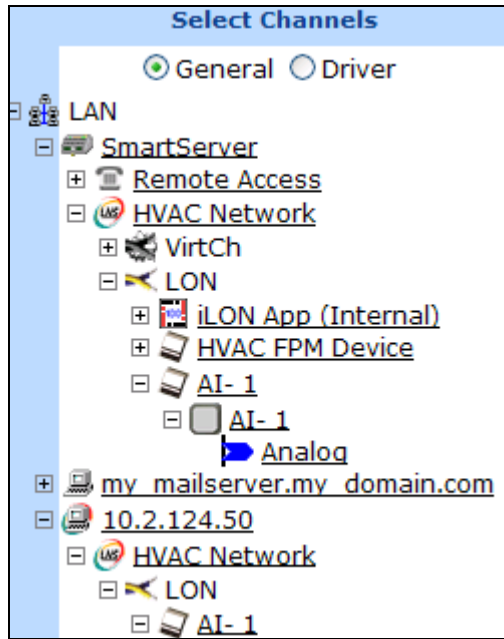 Select Channels
General Driver
LAN
SmartServer
Remote Access
HVAC Network
VirtCh
LON
iLON App (Internal)
HVAC FPM Device
AI- 1
AI- 1
Analog
my_mailserver.my_domain.com
10.2.124.50
HVAC Network
LON
AI- 1